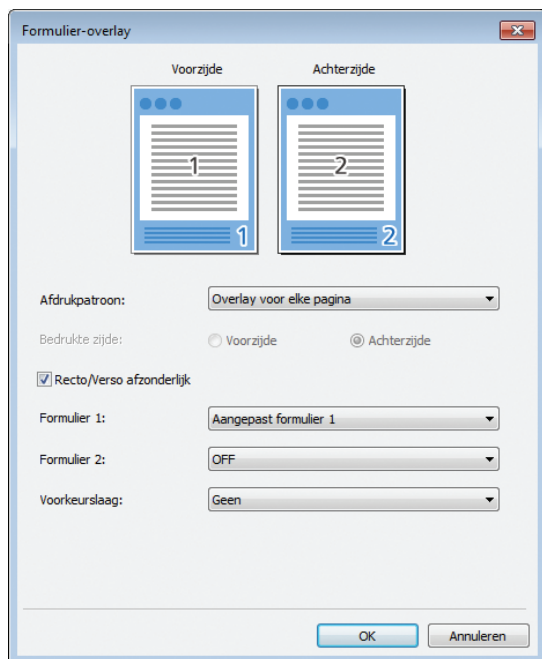 Formulier-overlay
Voorzijde Achterzijde
1 2
1 2
Afdrukpatroon: Overlay voor elke pagina
Bedrukte zijde: Voorzijde Achterzijde
Recto/Verso afzonderlijk
Formulier 1: Aangepast formulier 1
Formulier 2: OFF
Voorkeurslaag: Geen
OK Annuleren